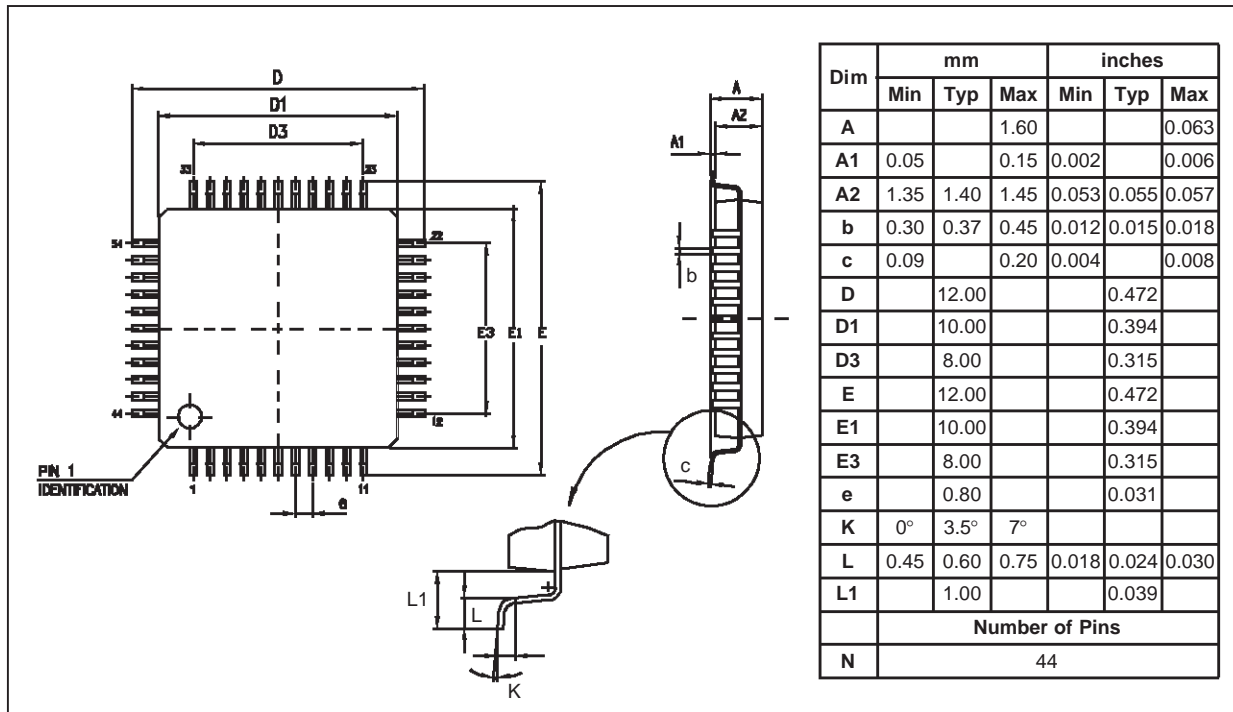 D
D1
D3
33
23
22
E3
E1
E
44
12
PIN 1
IDENTIFICATION
1
11
A
A2
A1
b
c
L1
L
K
Dim mm inches
Min Typ Max Min Typ Max
A 1.60 0.063
A1 0.05 0.15 0.002 0.006
A2 1.35 1.40 1.45 0.053 0.055 0.057
b 0.30 0.37 0.45 0.012 0.015 0.018
c 0.09 0.20 0.004 0.008
D 12.00 0.472
D1 10.00 0.394
D3 8.00 0.315
E 12.00 0.472
E1 10.00 0.394
E3 8.00 0.315
e 0.80 0.031
K 0° 3.5° 7°
L 0.45 0.60 0.75 0.018 0.024 0.030
L1 1.00 0.039
Number of Pins
N 44